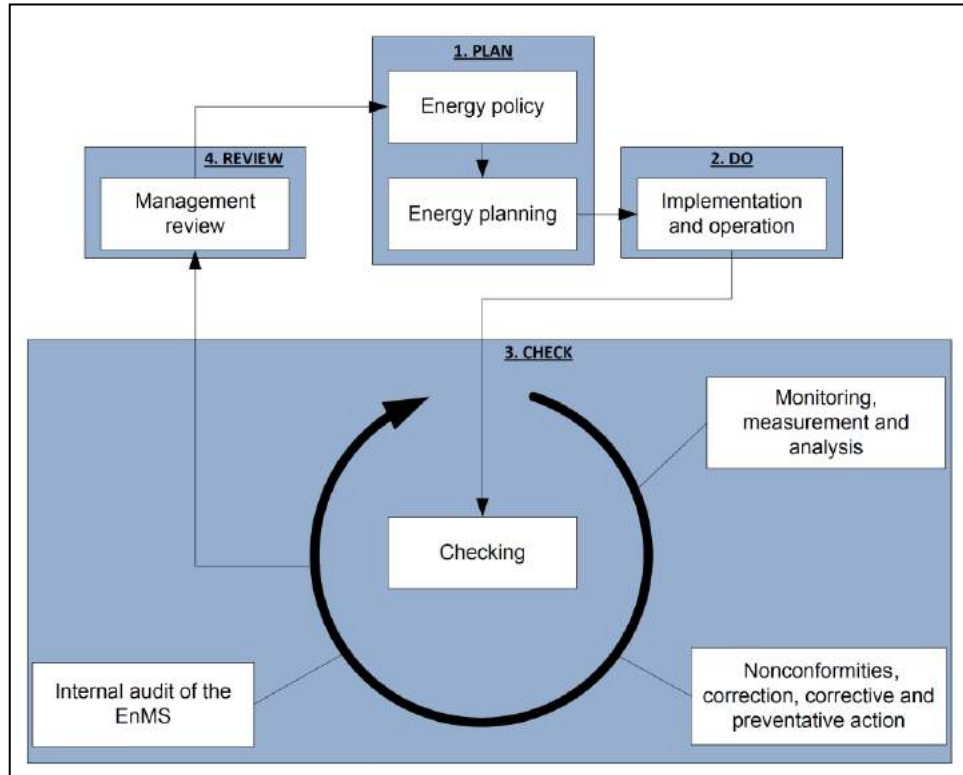 1. PLAN
Energy policy
Energy planning
4. REVIEW
Management
review
2. DO
Implementation
and operation
3. CHECK
Monitoring,
measurement and
analysis
Checking
Internal audit of the
EnMS
Nonconformities,
correction, corrective and
preventative action